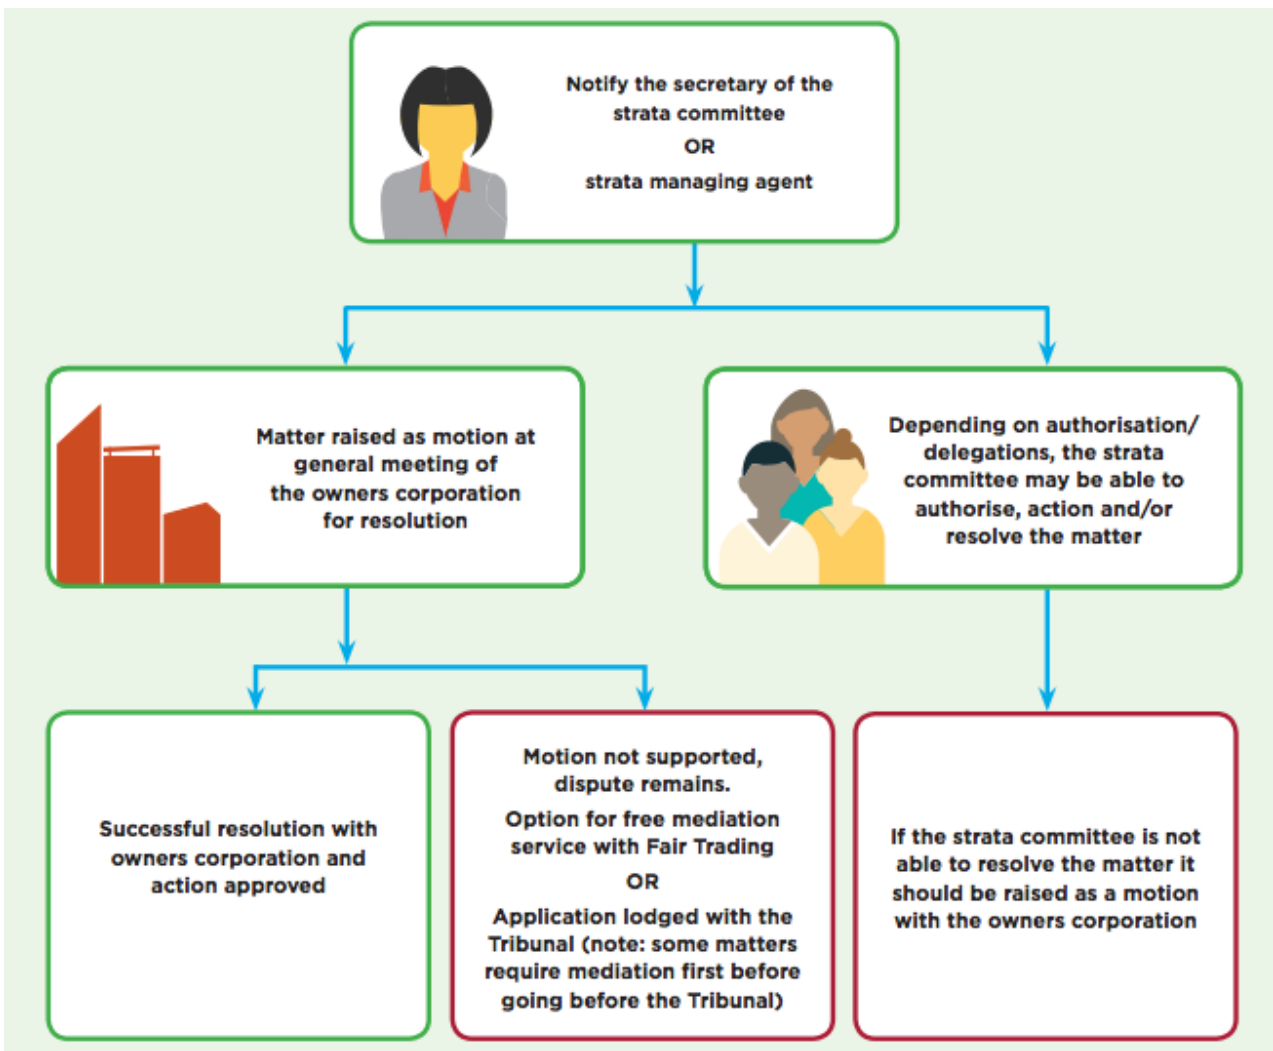 Notify the secretary of the
strata committee
OR
strata managing agent
Matter raised as motion at
general meeting of
the owners corporation
for resolution
Depending on authorisation/
delegations, the strata
committee may be able to
authorise, action and/or
resolve the matter
Successful resolution with
owners corporation and
action approved
Motion not supported,
dispute remains.
Option for free mediation
service with Fair Trading
OR
Application lodged with the
Tribunal (note: some matters
require mediation first before
going before the Tribunal)
If the strata committee is not
able to resolve the matter it
should be raised as a motion
with the owners corporation